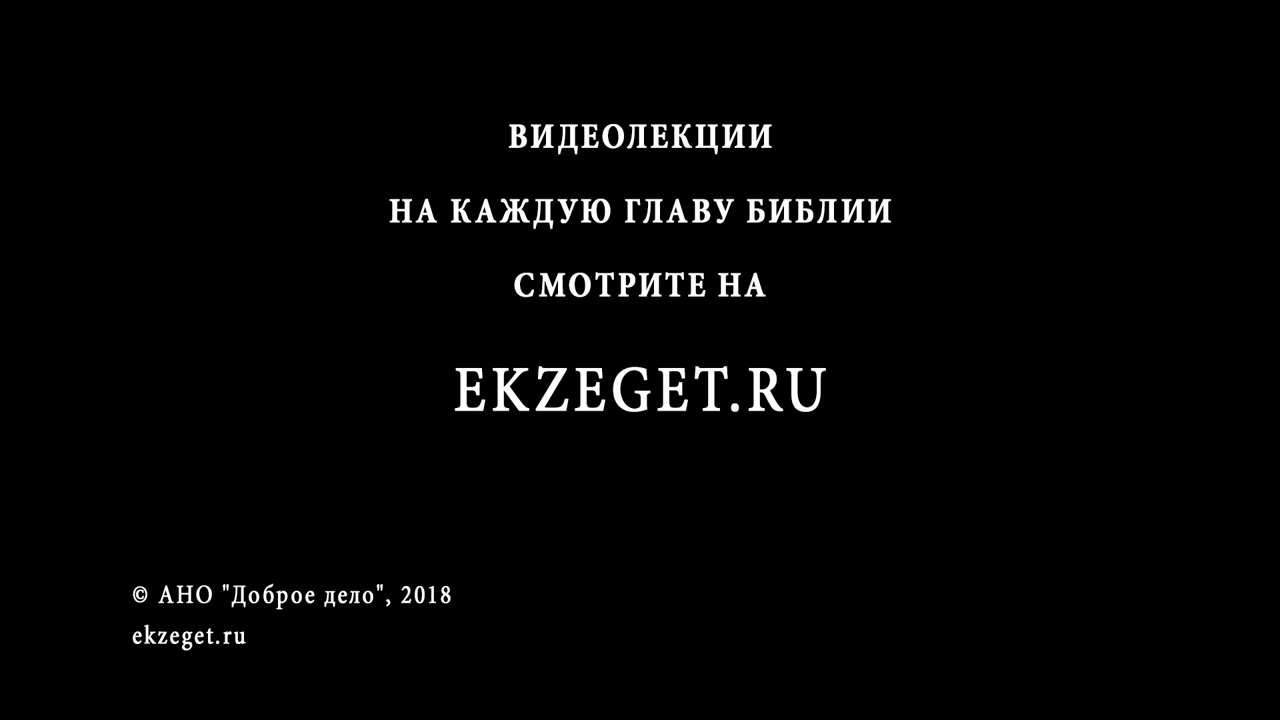 ВИДЕОЛЕКЦИИ
НА КАЖДУЮ ГЛАВУ БИБЛИИ
СМОТРИТЕ НА
EKZEGET.RU
© АНО "Доброе дело", 2018
ekzeget.ru